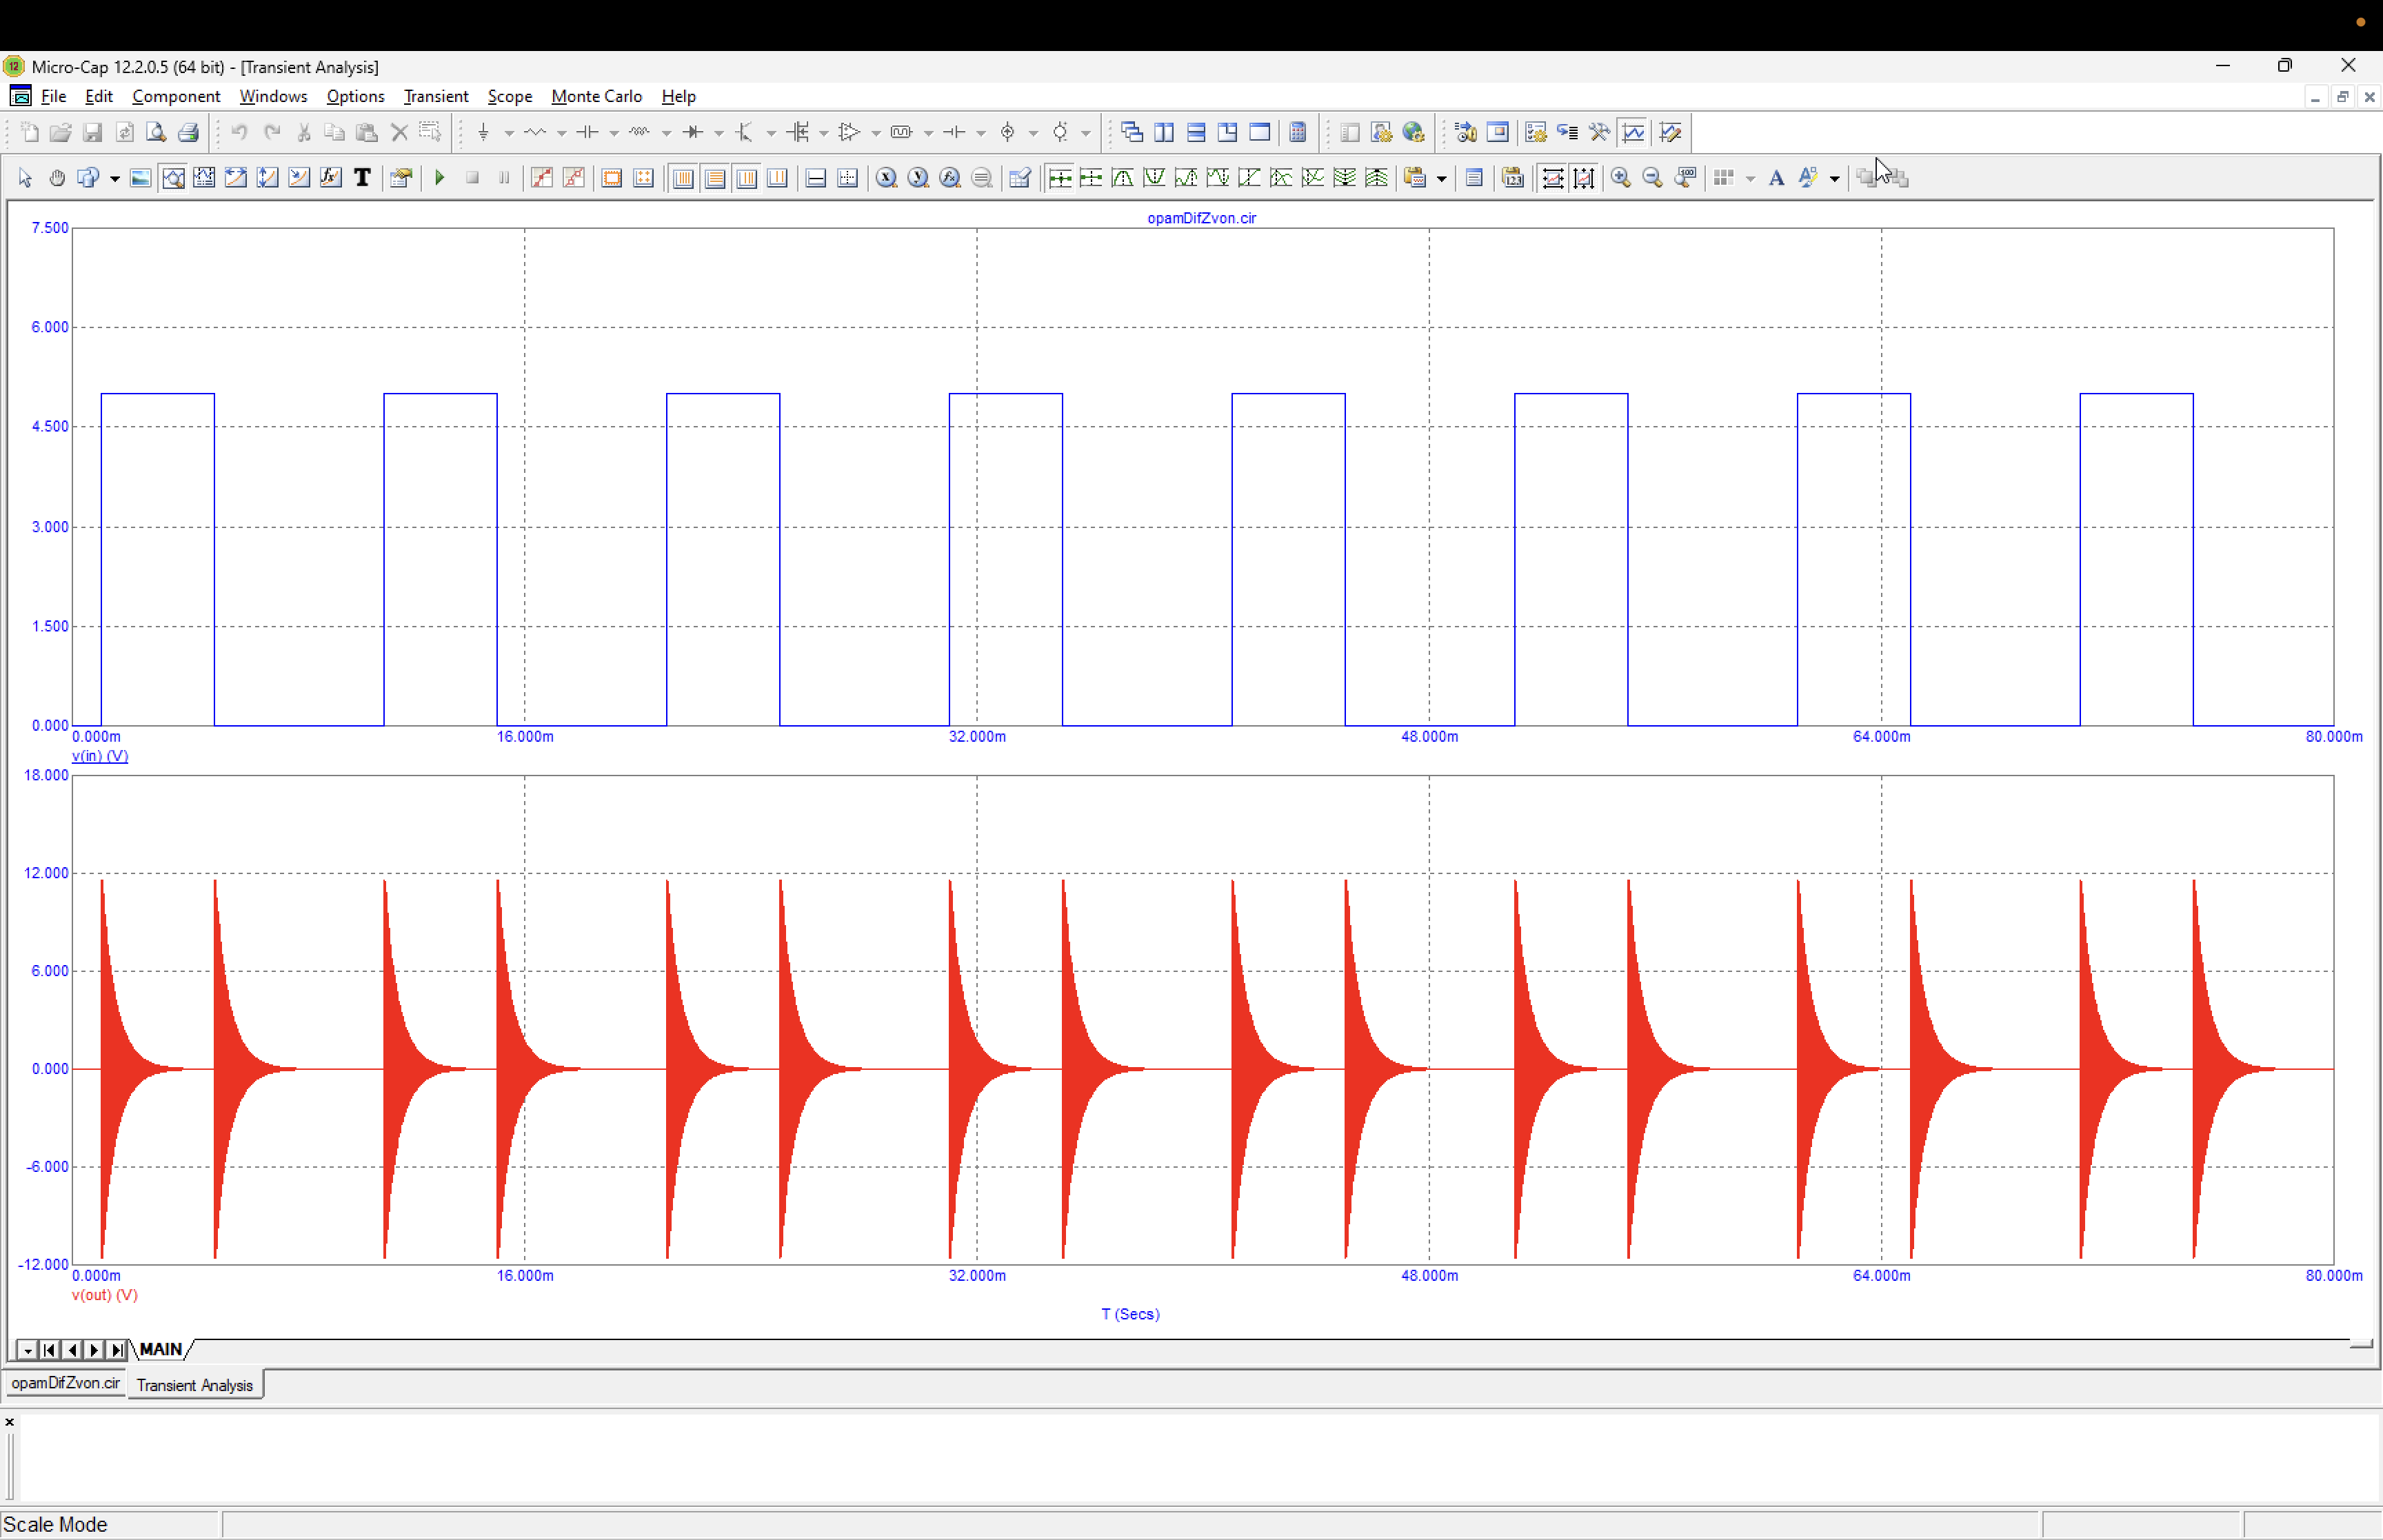 Micro-Cap 12.2.0.5 (64 bit) - [Transient Analysis]
File Edit Component Windows Options Transient Scope Monte Carlo Help
opamDifZvon.cir
7.500
6.000
4.500
3.000
1.500
0.000
0.000m 16.000m 32.000m 48.000m 64.000m 80.000m
v(in) (V)
18.000
12.000
6.000
0.000
-6.000
-12.000
0.000m 16.000m 32.000m 48.000m 64.000m 80.000m
v(out) (V)
T (Secs)
MAIN
opamDifZvon.cir Transient Analysis
Scale Mode